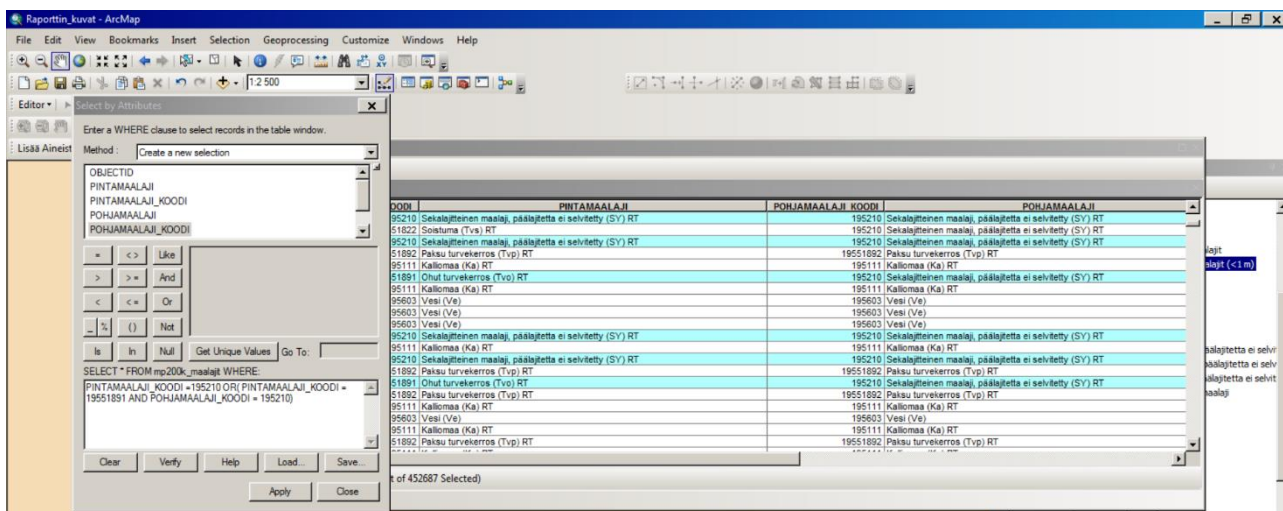 Raporttin_kuvat - ArcMap
File Edit View Bookmarks Insert Selection Geoprocessing Customize Windows Help
1:2 500
Editor
Select by Attributes
Lisää Aineist
Enter a WHERE clause to select records in the table window.
Method : Create a new selection
OBJECTID
PINTAMAALAJI
PINTAMAALAJI_KOODI
POHJAMAALAJI
POHJAMAALAJI_KOODI
= < > Like
> > = And
< < = Or
_ % () Not
Is In Null Get Unique Values Go To:
SELECT * FROM mp200k_maalajit WHERE:
PINTAMAALAJI_KOODI =195210 OR( PINTAMAALAJI_KOODI =
19551891 AND POHJAMAALAJI_KOODI = 195210)
Clear Verify Help Load... Save...
Apply Close
OODI PINTAMAALAJI POHJAMAALAJI KOODI POHJAMAALAJI
95210 Sekalajitteinen maalaji, päälajitetta ei selvitetty (SY) RT 195210 Sekalajitteinen maalaji, päälajitetta ei selvitetty (SY) RT
51822 Soistuma (Tvs) RT 195210 Sekalajitteinen maalaji, päälajitetta ei selvitetty (SY) RT
95210 Sekalajitteinen maalaji, päälajitetta ei selvitetty (SY) RT 195210 Sekalajitteinen maalaji, päälajitetta ei selvitetty (SY) RT
51892 Paksu turvekerros (Tvp) RT 19551892 Paksu turvekerros (Tvp) RT
95111 Kalliomaa (Ka) RT 195111 Kalliomaa (Ka) RT
51891 Ohut turvekerros (Tvo) RT 195210 Sekalajitteinen maalaji, päälajitetta ei selvitetty (SY) RT
95111 Kalliomaa (Ka) RT 195111 Kalliomaa (Ka) RT
95603 Vesi (Ve) 195603 Vesi (Ve)
95603 Vesi (Ve) 195603 Vesi (Ve)
95603 Vesi (Ve) 195603 Vesi (Ve)
95210 Sekalajitteinen maalaji, päälajitetta ei selvitetty (SY) RT 195210 Sekalajitteinen maalaji, päälajitetta ei selvitetty (SY) RT
95111 Kalliomaa (Ka) RT 195111 Kalliomaa (Ka) RT
95210 Sekalajitteinen maalaji, päälajitetta ei selvitetty (SY) RT 195210 Sekalajitteinen maalaji, päälajitetta ei selvitetty (SY) RT
51892 Paksu turvekerros (Tvp) RT 19551892 Paksu turvekerros (Tvp) RT
51891 Ohut turvekerros (Tvo) RT 195210 Sekalajitteinen maalaji, päälajitetta ei selvitetty (SY) RT
51892 Paksu turvekerros (Tvp) RT 19551892 Paksu turvekerros (Tvp) RT
95111 Kalliomaa (Ka) RT 195111 Kalliomaa (Ka) RT
95603 Vesi (Ve) 195603 Vesi (Ve)
95111 Kalliomaa (Ka) RT 195111 Kalliomaa (Ka) RT
51892 Paksu turvekerros (Tvp) RT 19551892 Paksu turvekerros (Tvp) RT
t of 452687 Selected)
alajit
alajit (<1 m)
äälajitetta ei selvit
päälajitetta ei selv
älajitetta ei selvit
maalaji